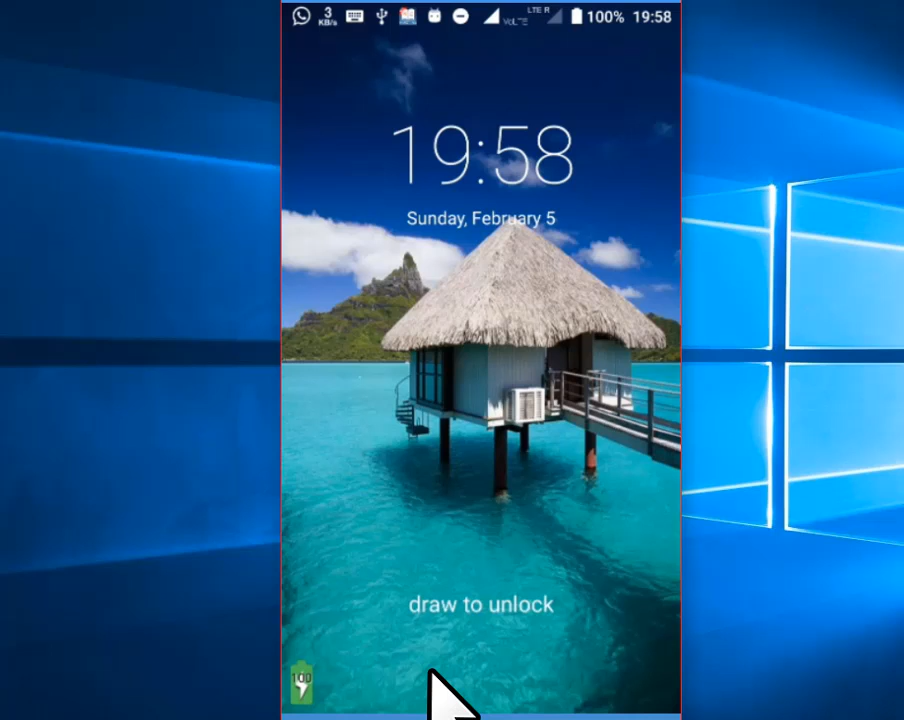 3 KB/s VoLTE LTE R 100% 19:58
19:58
Sunday, February 5
draw to unlock
100